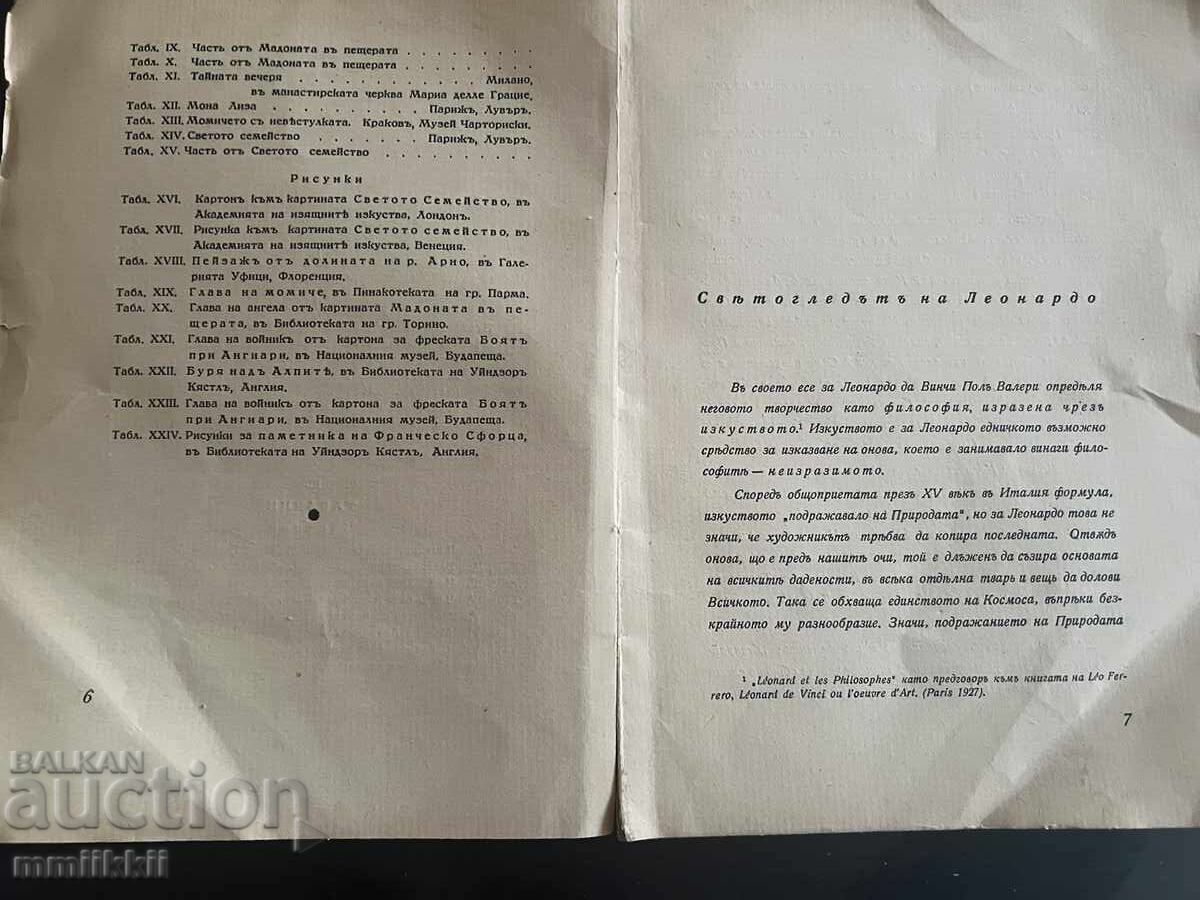 Табл. IX. Часть отъ Мадоната въ пещерата . . . . . . . . .
Табл. X. Часть отъ Мадоната въ пещерата . . . . . . . . .
Табл. XI. Тайната вечеря . . . . . . . . . . . . Милано,
въ манастирската черква Мариа делле Грацие.
Табл. XII. Мона Лиза . . . . . . . . . . Парижъ, Лувъръ.
Табл. XIII. Момичето съ невѣстулката. Краковъ, Музей Чарториски.
Табл. XIV. Светото семейство . . . . . . Парижъ, Лувъръ.
Табл. XV. Часть отъ Светото семейство . . . . . . . . . .
Рисунки
Табл. XVI. Картонъ къмъ картината Светото Семейство, въ
Академията на изящнитѣ изкуства, Лондонъ.
Табл. XVII. Рисунка къмъ картината Светото семейство, въ
Академията на изящнитѣ изкуства, Венеция.
Табл. XVIII. Пейзажъ отъ долината на р. Арно, въ Гале-
рията Уфици, Флоренция.
Табл. XIX. Глава на момиче, въ Пинакотеката на гр. Парма.
Табл. XX. Глава на ангела отъ картината Мадоната въ пе-
щерата, въ Библиотеката на гр. Торино.
Табл. XXI. Глава на войникъ отъ картона за фреската Боятъ
при Ангиари, въ Националния музей, Будапеща.
Табл. XXII. Буря надъ Алпитѣ, въ Библиотеката на Уйндзоръ
Кястлъ, Англия.
Табл. XXIII. Глава на войникъ отъ картона за фреската Боятъ
при Ангиари, въ Националния музей, Будапеща.
Табл. XXIV. Рисунки за паметника на Франческо Сфорца,
въ Библиотеката на Уйндзоръ Кястлъ, Англия.
6
Свѣтогледътъ на Леонардо
Въ своето есе за Леонардо да Винчи Полъ Валери опредѣля
неговото творчество като философия, изразена чрѣзъ
изкуството.¹ Изкуството е за Леонардо едничкото възможно
срѣдство за изказване на онова, което е занимавало винаги фило-
софитѣ — неизразимото.
Споредъ общоприетата презъ XV вѣкъ въ Италия формула,
изкуството „подражавало на Природата“, но за Леонардо това не
значи, че художникътъ трѣбва да копира последната. Отвѫдъ
онова, що е предъ нашитѣ очи, той е длъженъ да съзира основата
на всичкитѣ дадености, въ всѣка отдѣлна тварь и вещь да долови
Всичкото. Така се обхваща единството на Космоса, въпрѣки без-
крайното му разнообразие. Значи, подражанието на Природата
¹ „Léonard et les Philosophes“ като предговоръ къмъ книгата на Léo Fer-
rero, Léonard de Vinci ou l'oeuvre d'Art. (Paris 1927).
7
BALKAN
auction
mmiikkii